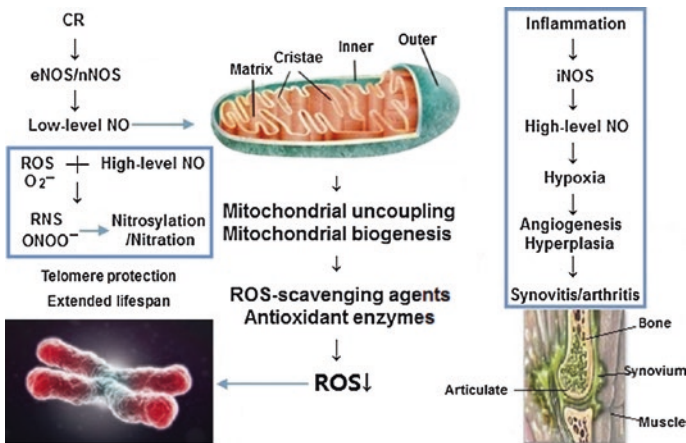 CR
↓
eNOS/nNOS
↓
Low-level NO →
ROS + High-level NO
O₂⁻
↓
RNS → Nitrosylation
ONOO⁻ /Nitration
Telomere protection
Extended lifespan
Matrix
Cristae
Inner
Outer
↓
Mitochondrial uncoupling
Mitochondrial biogenesis
↓
ROS-scavenging agents
Antioxidant enzymes
↓
ROS↓
Inflammation
↓
iNOS
↓
High-level NO
↓
Hypoxia
↓
Angiogenesis
Hyperplasia
↓
Synovitis/arthritis
Bone
Synovium
Articulate
Muscle